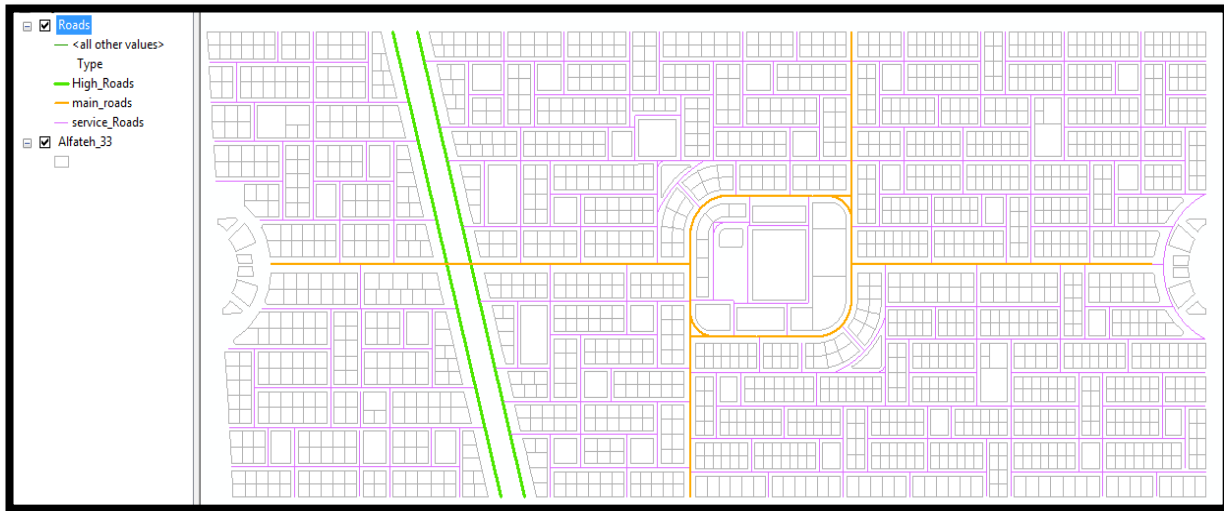 Roads
<all other values>
Type
High_Roads
main_roads
service_Roads
Alfateh_33